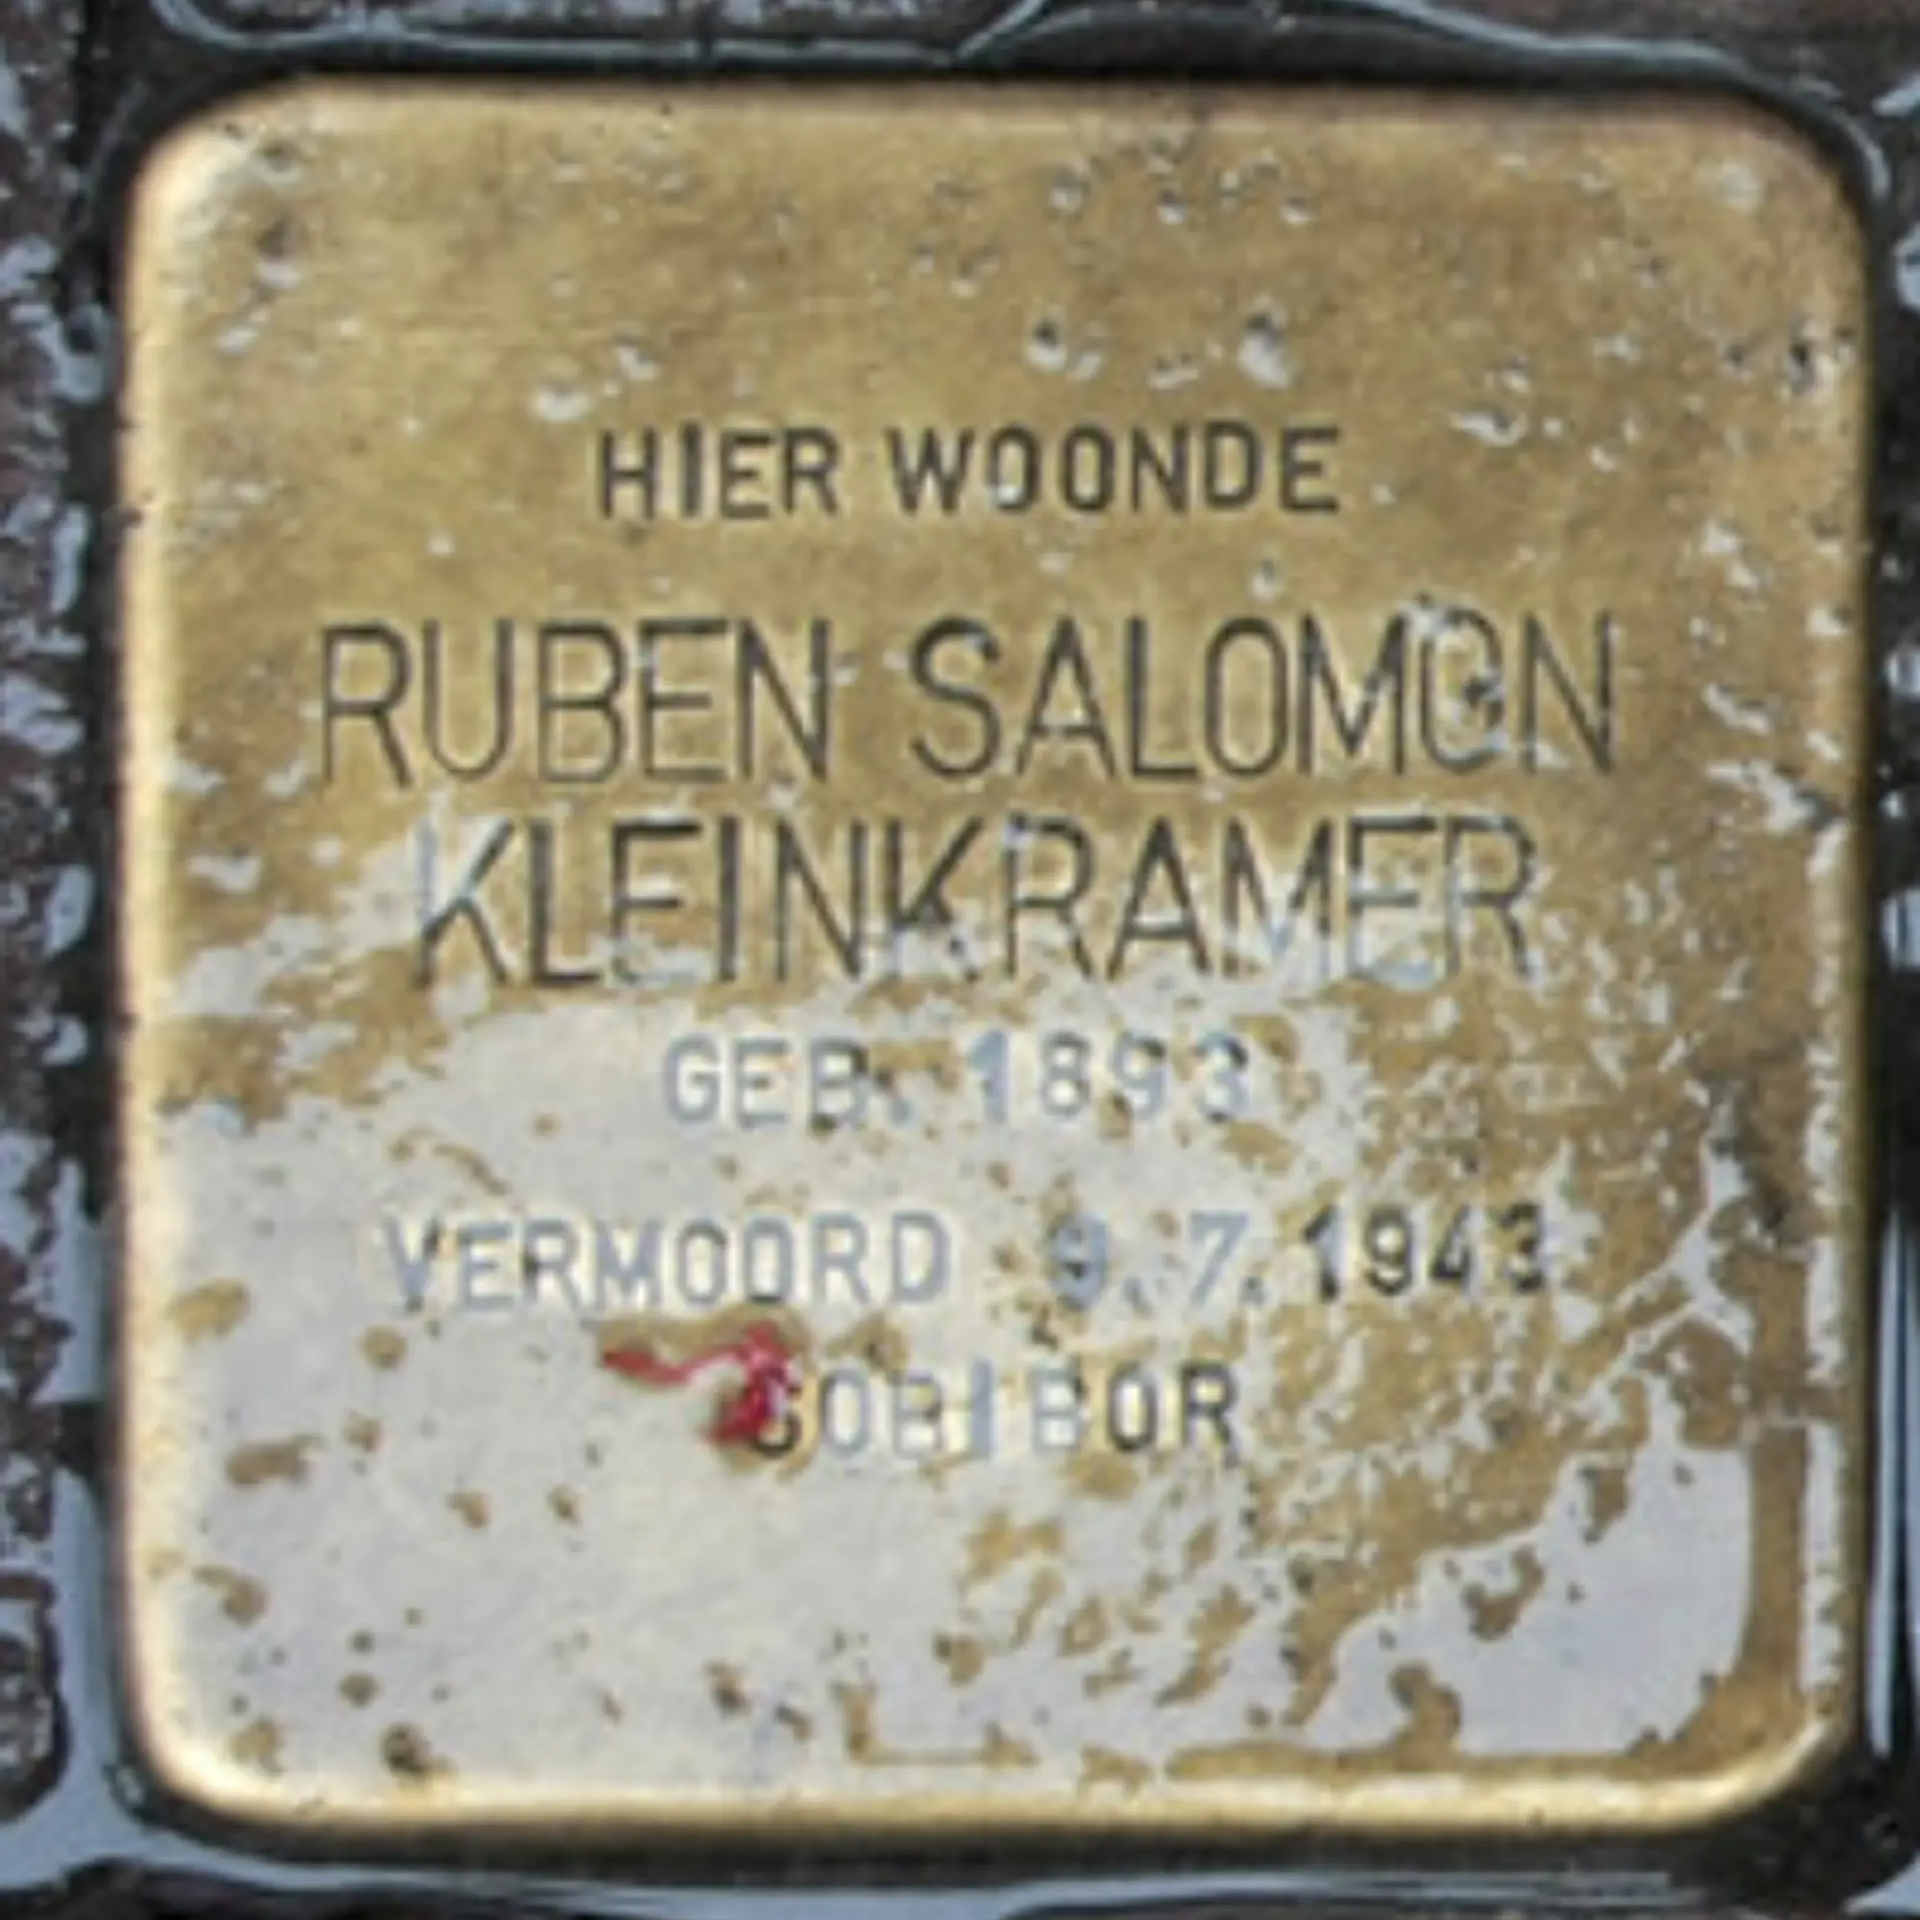 HIER WOONDE
RUBEN SALOMON
KLEINKRAMER
GEB. 1893
VERMOORD 9.7.1943
SOBIBOR